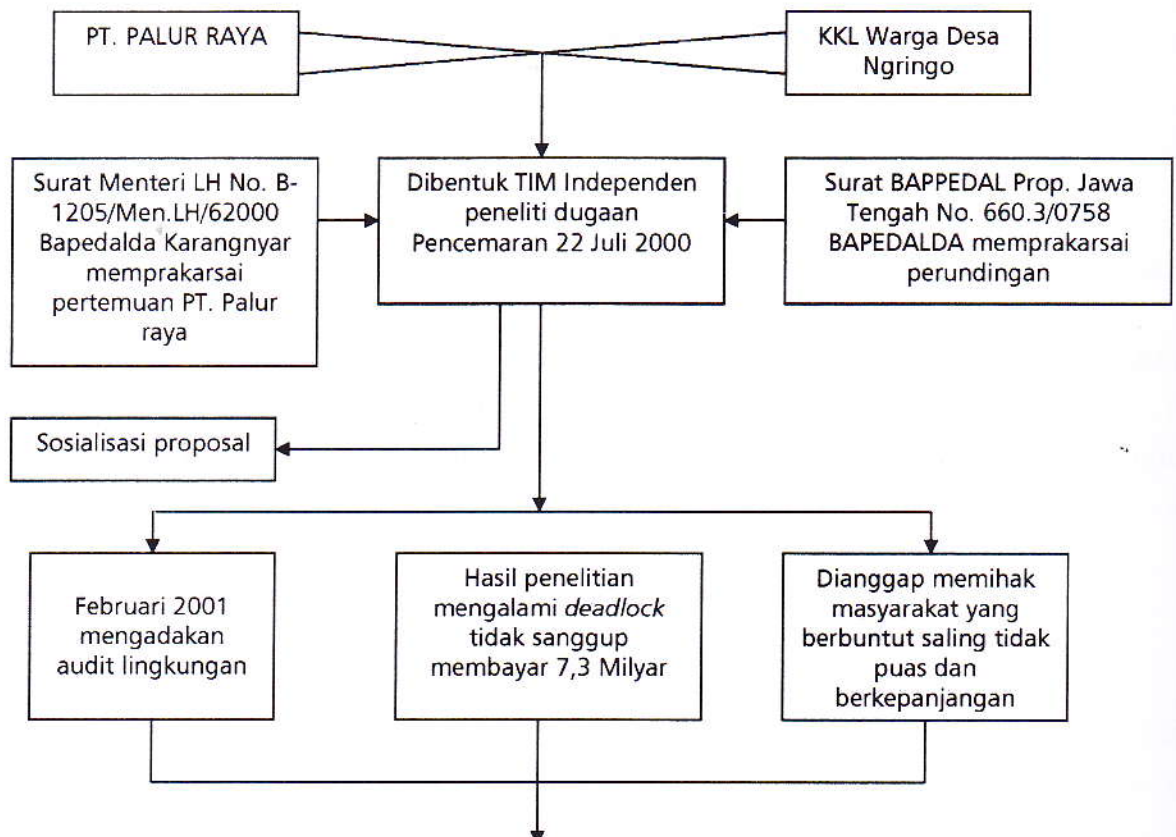 PT. PALUR RAYA
KKL Warga Desa
Ngringo
Surat Menteri LH No. B-
1205/Men.LH/62000
Bapedalda Karangnyar
memprakarsai
pertemuan PT. Palur
raya
Dibentuk TIM Independen
peneliti dugaan
Pencemaran 22 Juli 2000
Surat BAPPEDAL Prop. Jawa
Tengah No. 660.3/0758
BAPEDALDA memprakarsai
perundingan
Sosialisasi proposal
Februari 2001
mengadakan
audit lingkungan
Hasil penelitian
mengalami deadlock
tidak sanggup
membayar 7,3 Milyar
Dianggap memihak
masyarakat yang
berbuntut saling tidak
puas dan
berkepanjangan